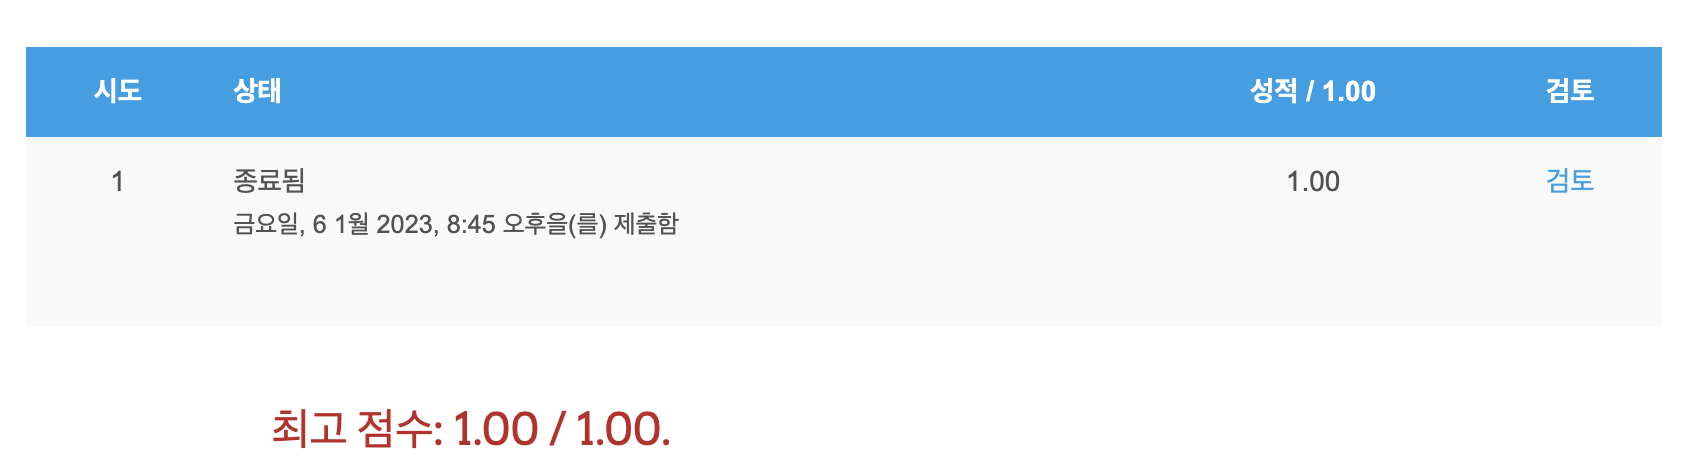 시도 상태 성적 / 1.00 검토
1 종료됨 1.00 검토
금요일, 6 1월 2023, 8:45 오후을(를) 제출함
최고 점수: 1.00 / 1.00.